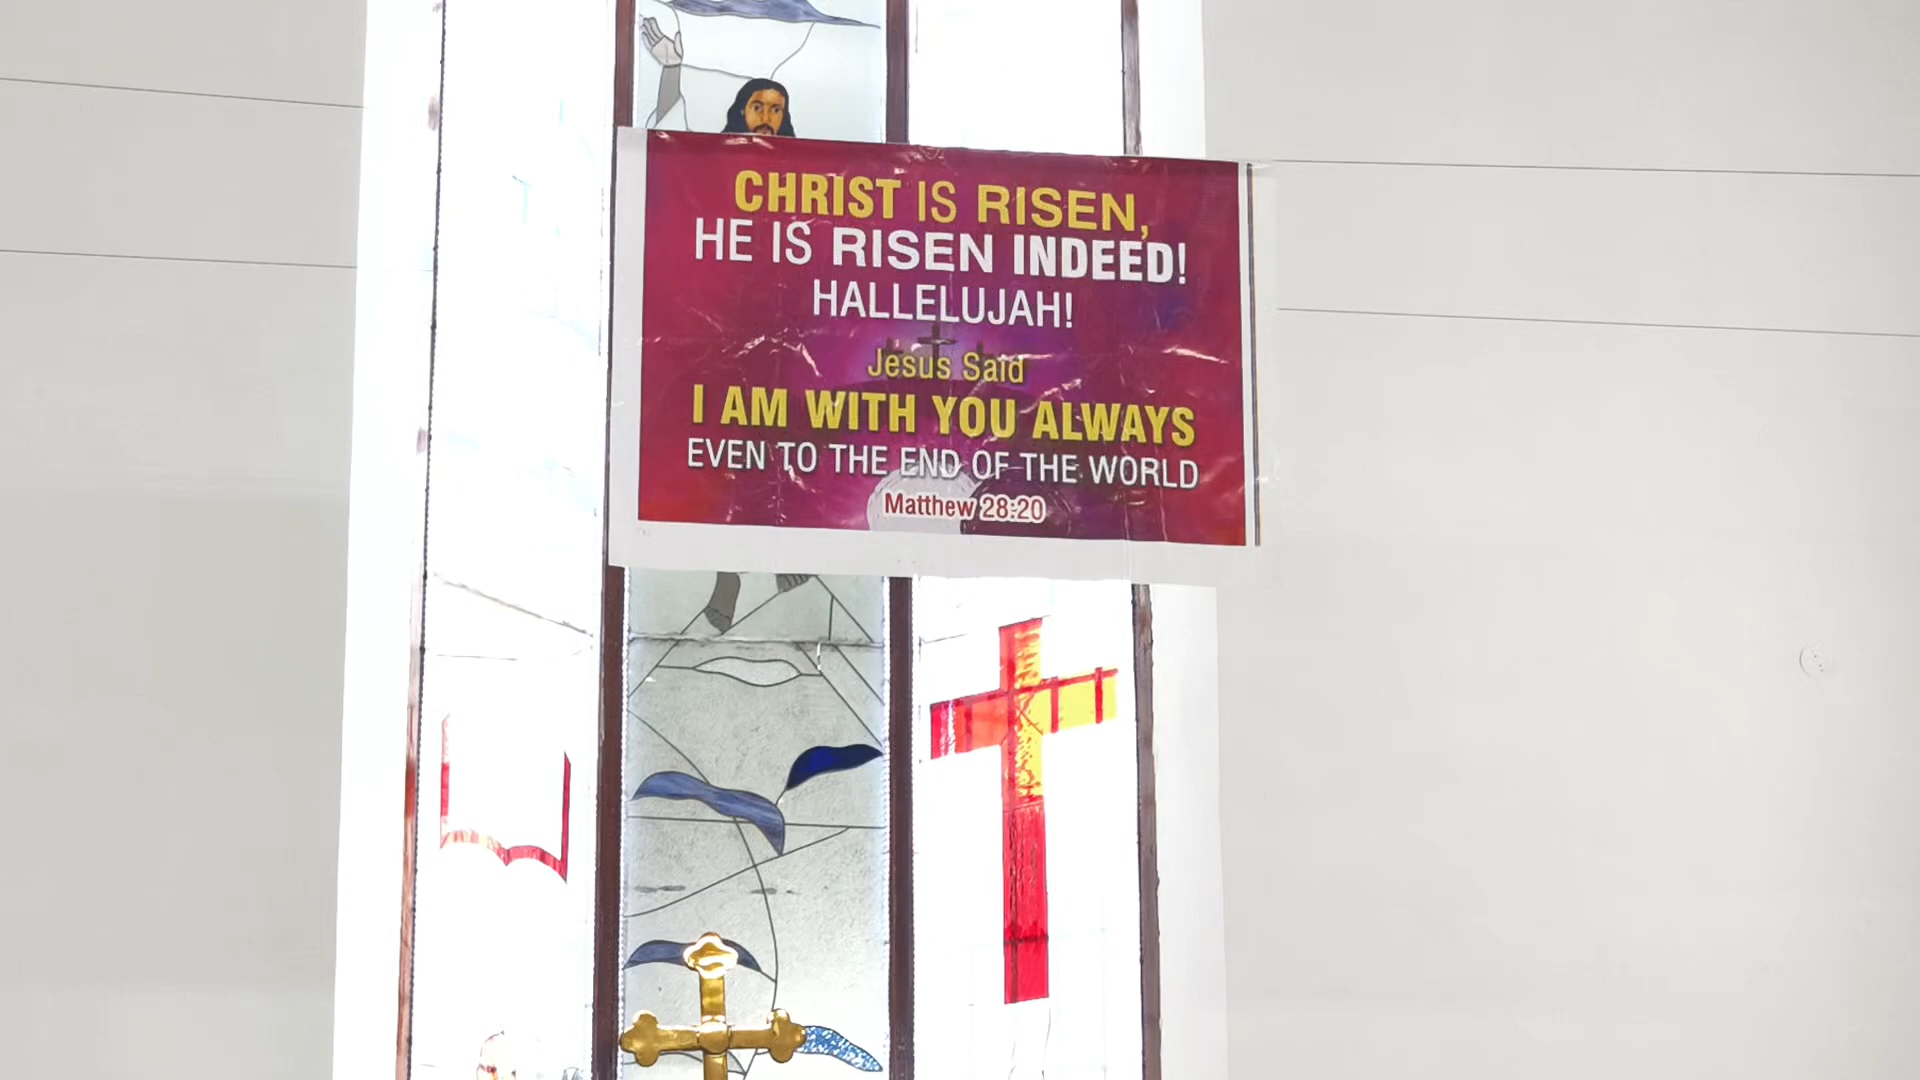 CHRIST IS RISEN,
HE IS RISEN INDEED!
HALLELUJAH!
Jesus Said
I AM WITH YOU ALWAYS
EVEN TO THE END OF THE WORLD
Matthew 28:20